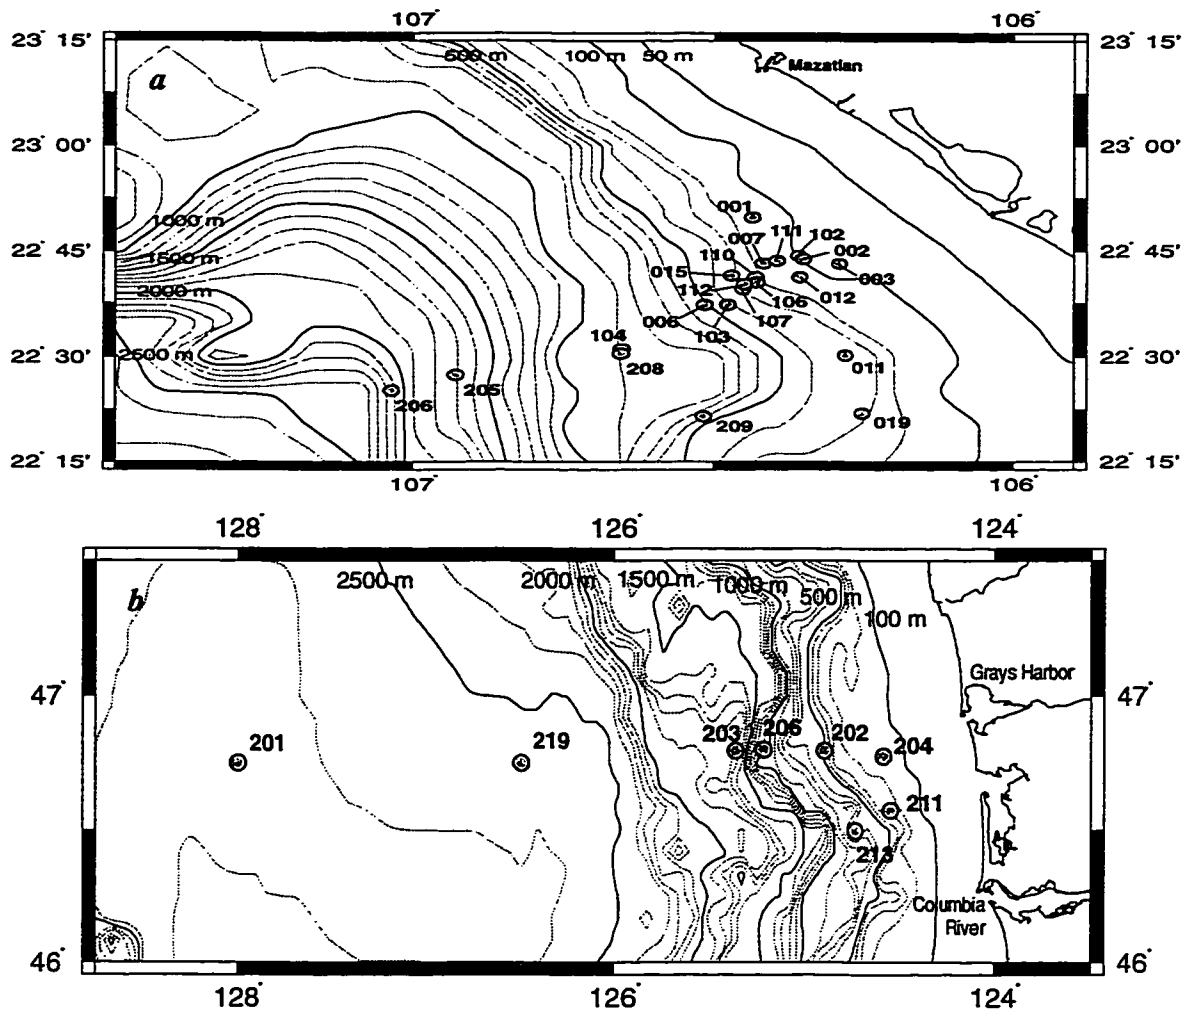 107°
106°
23° 15'
23° 15'
a
500 m
100 m
50 m
Mazatlan
23° 00'
23° 00'
1000 m
001
111
102
007
002
22° 45'
22° 45'
1500 m
110
015
003
2000 m
112
012
106
006
107
103
104
22° 30'
2500 m
22° 30'
208
011
205
206
209
019
22° 15'
22° 15'
107°
106°
128°
126°
124°
b
2500 m
2000 m
1500 m
1000 m
500 m
100 m
Grays Harbor
47°
47°
201
219
203
205
202
204
211
213
Columbia
River
46°
46°
128°
126°
124°